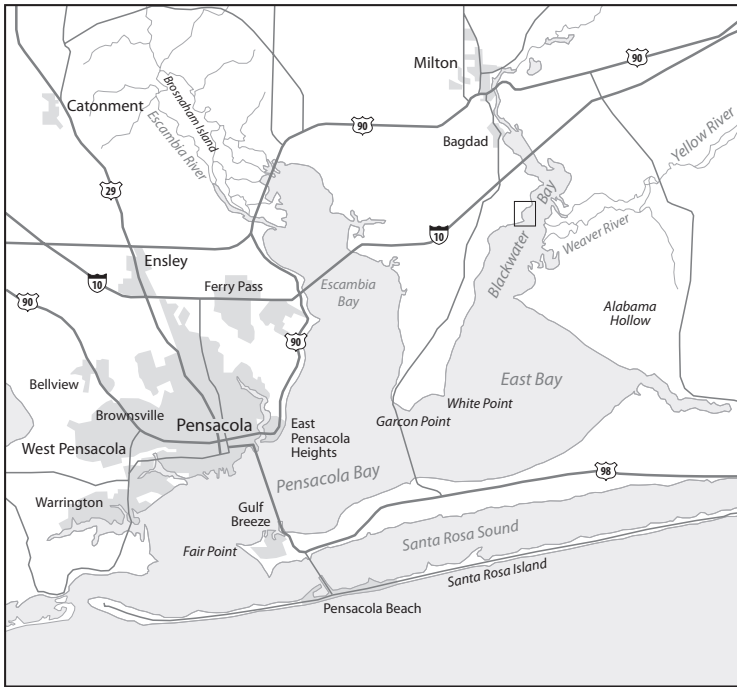 Milton
90
90
Catonment
Brosnaham Island
Escambia River
90
Bagdad
Yellow River
29
Blackwater Bay
Weaver River
10
Ensley
10
Ferry Pass
Escambia
Bay
Alabama
Hollow
90
90
Bellview
East Bay
Brownsville
White Point
Pensacola
Garcon Point
East
Pensacola
Heights
West Pensacola
Pensacola Bay
98
Warrington
Gulf
Breeze
Santa Rosa Sound
Fair Point
Santa Rosa Island
Pensacola Beach